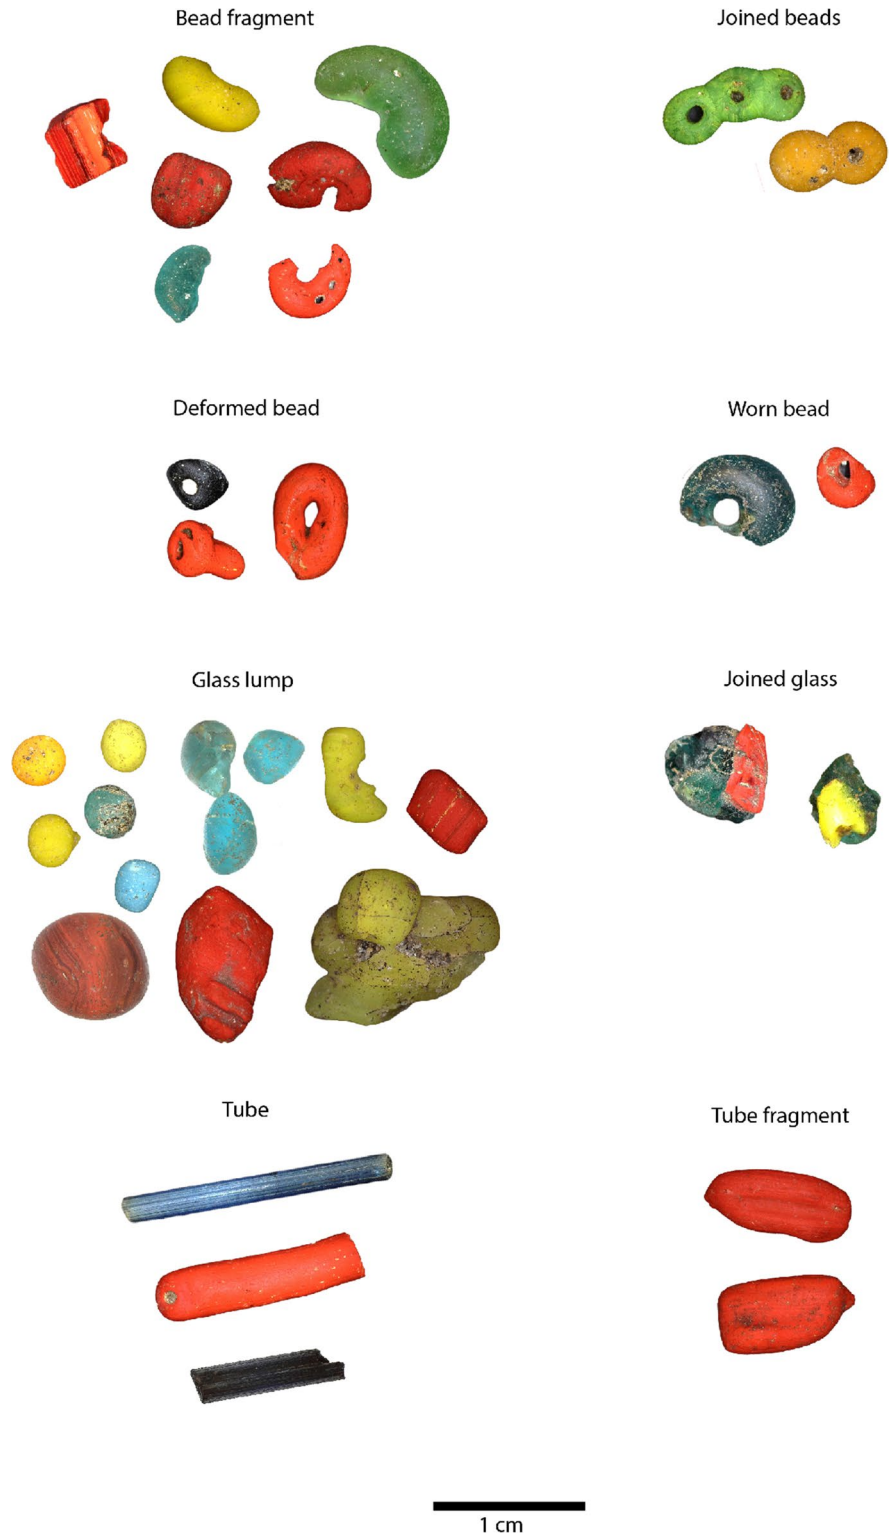 Bead fragment
Joined beads
Deformed bead
Worn bead
Glass lump
Joined glass
Tube
Tube fragment
1 cm